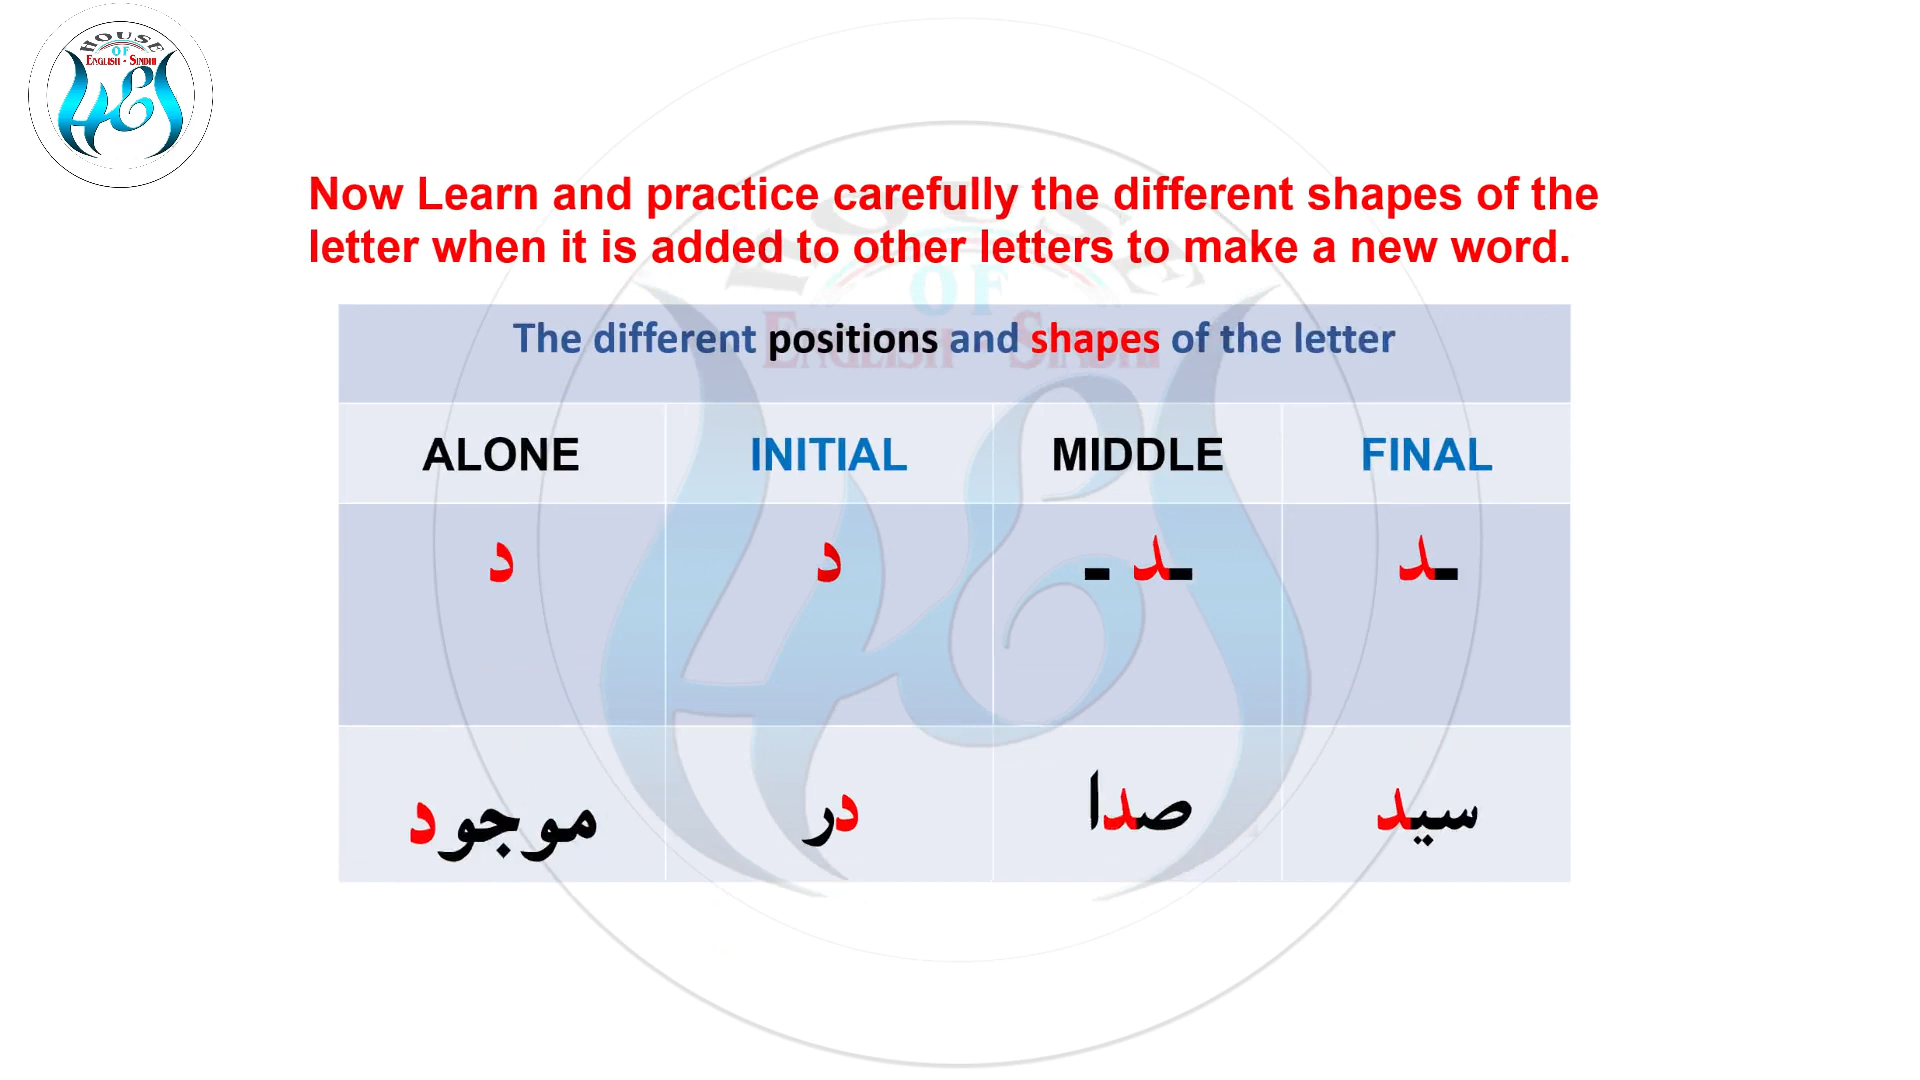 HOUSE
OF
ENGLISH - SINDHI
Now Learn and practice carefully the different shapes of the
letter when it is added to other letters to make a new word.
The different positions and shapes of the letter
ALONE INITIAL MIDDLE FINAL
د د ـد ـ ـد
موجود در صدا سيد